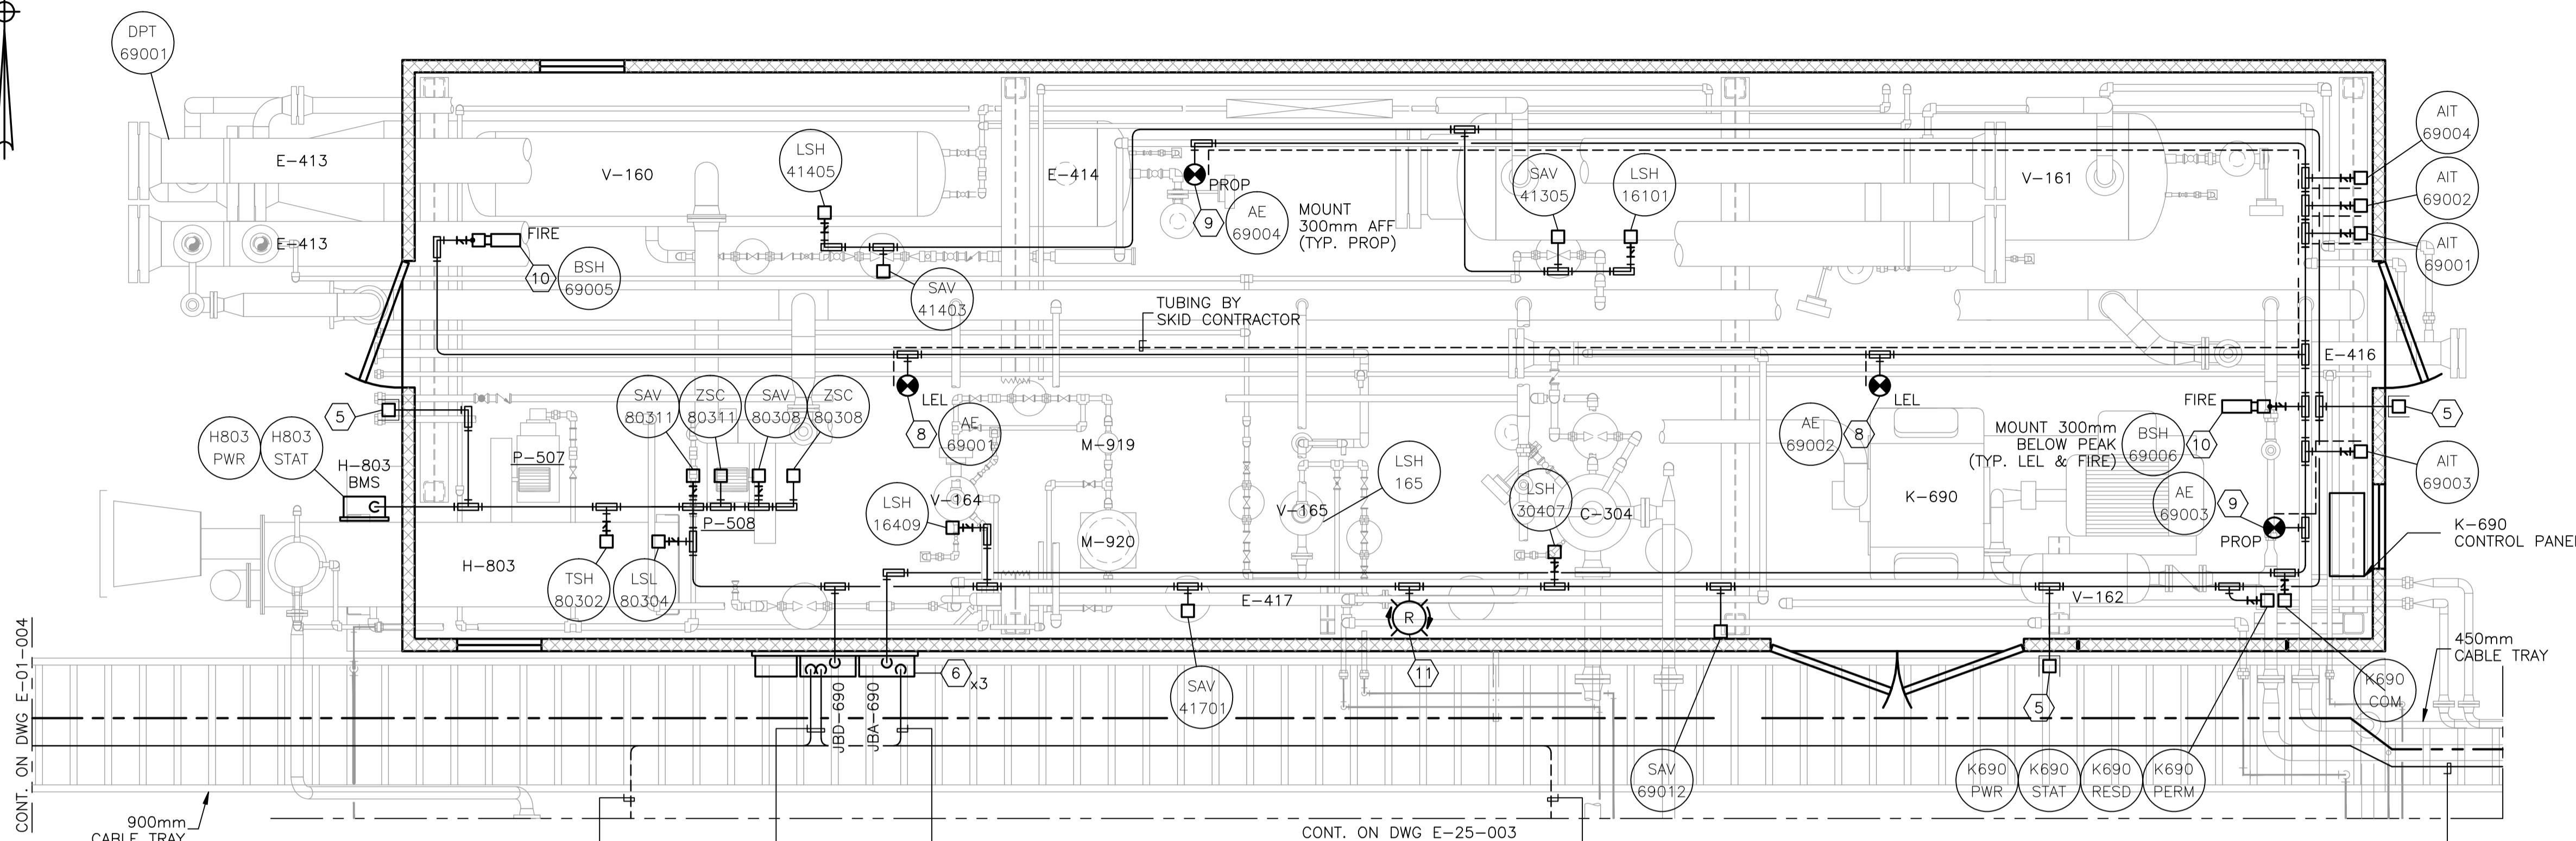 DPT
69001
E-413
E-413
V-160
LSH
41405
E-414
PROP
9
AE
69004
MOUNT
300mm AFF
(TYP. PROP)
SAV
41305
LSH
16101
V-161
AIT
69004
AIT
69002
AIT
69001
FIRE
10
BSH
69005
SAV
41403
TUBING BY
SKID CONTRACTOR
E-416
5
H803
PWR
H803
STAT
H-803
BMS
P-507
SAV
80311
ZSC
80311
SAV
80308
ZSC
80308
LEL
8
AE
69001
M-919
LSH
165
LSH
16409
V-164
V-165
LSH
30407
C-304
AE
69002
8
LEL
K-690
MOUNT 300mm
BELOW PEAK
(TYP. LEL & FIRE)
FIRE
BSH
69006
10
5
AIT
69003
AE
69003
9
PROP
K-690
CONTROL PANEL
P-508
M-920
H-803
TSH
80302
LSL
80304
E-417
R
11
V-162
6
x3
JBD-690
JBA-690
SAV
41701
SAV
69012
5
K690
COM
450mm
CABLE TRAY
K690
PWR
K690
STAT
K690
RESD
K690
PERM
CONT. ON DWG E-01-004
900mm
CABLE TRAY
CONT. ON DWG E-25-003